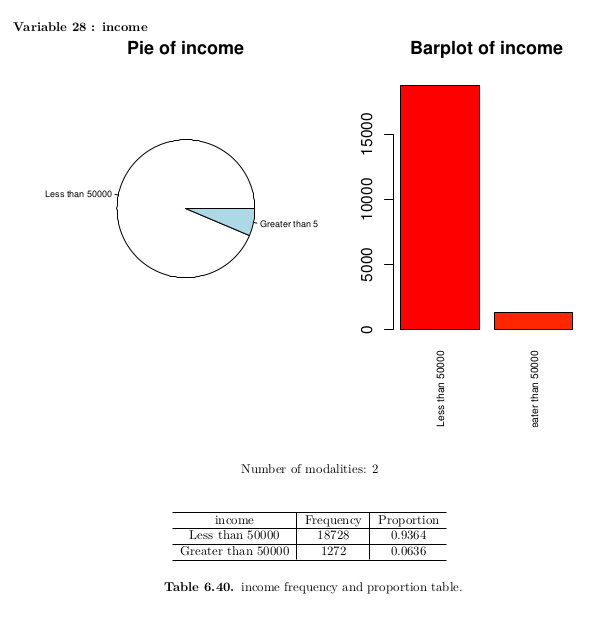 Variable 28 : income
Pie of income
Less than 50000
Greater than 5
Barplot of income
15000
10000
5000
0
Less than 50000
eater than 50000
Number of modalities: 2
income Frequency Proportion
Less than 50000 18728 0.9364
Greater than 50000 1272 0.0636
Table 6.40. income frequency and proportion table.